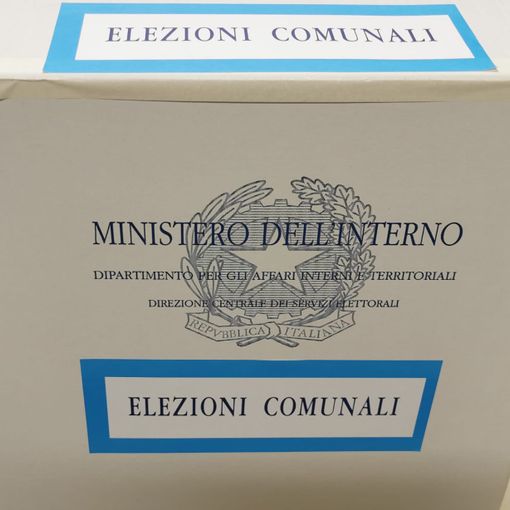 ELEZIONI COMUNALI
MINISTERO DELL'INTERNO
DIPARTIMENTO PER GLI AFFARI INTERNI E TERRITORIALI
DIREZIONE CENTRALE DEI SERVIZI ELETTORALI
REPVBBLICA ITALIANA
ELEZIONI COMUNALI